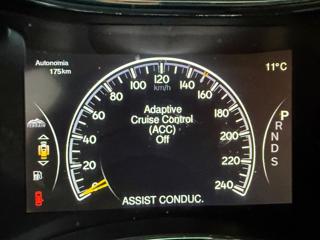 Autonomia
175km
11°C
0
20
40
60
80
100
120
140
160
180
200
220
240
km/h
Adaptive
Cruise Control
(ACC)
Off
P
R
N
D
S
ASSIST CONDUC.